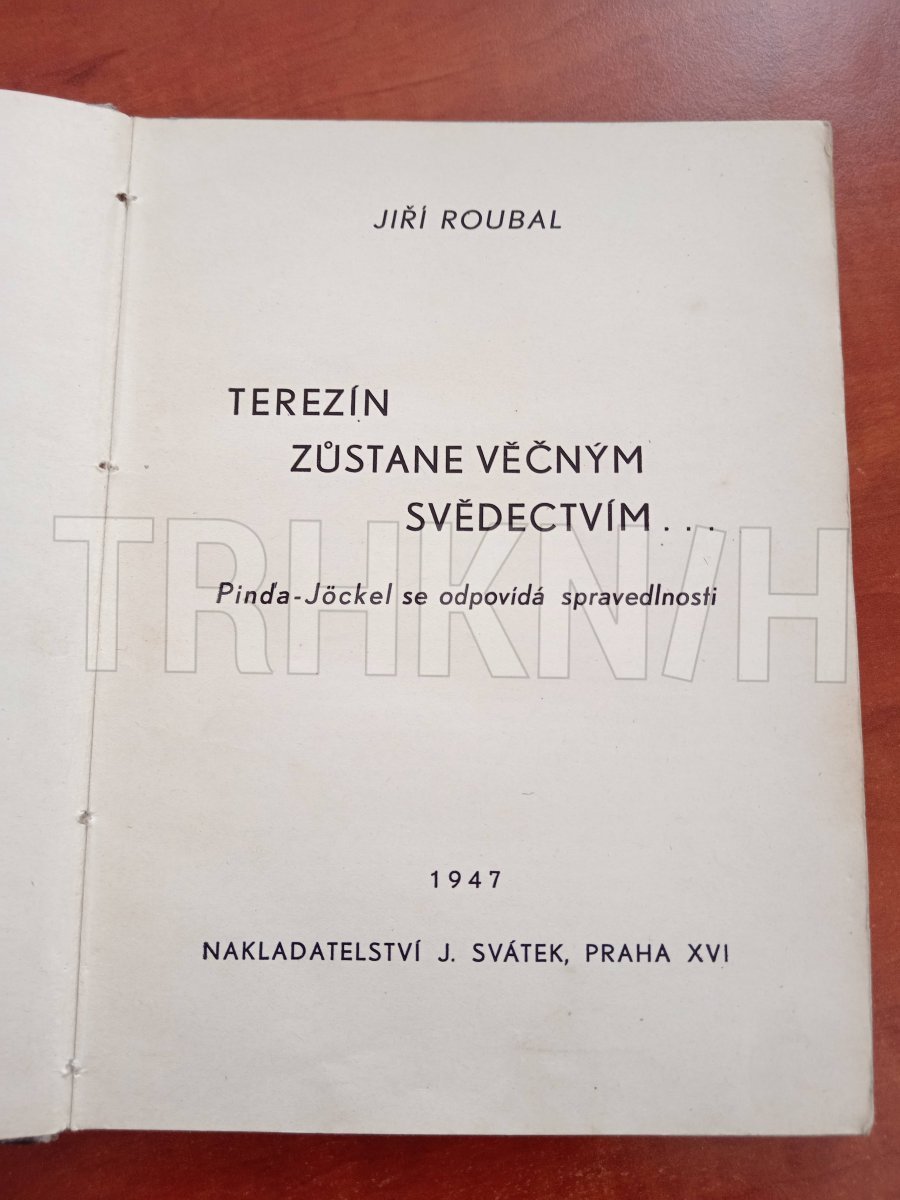 JIŘÍ ROUBAL
TEREZÍN
ZŮSTANE VĚČNÝM
SVĚDECTVÍM...
Pinďa-Jöckel se odpovídá spravedlnosti
TRHKNIH
1947
NAKLADATELSTVÍ J. SVÁTEK, PRAHA XVI